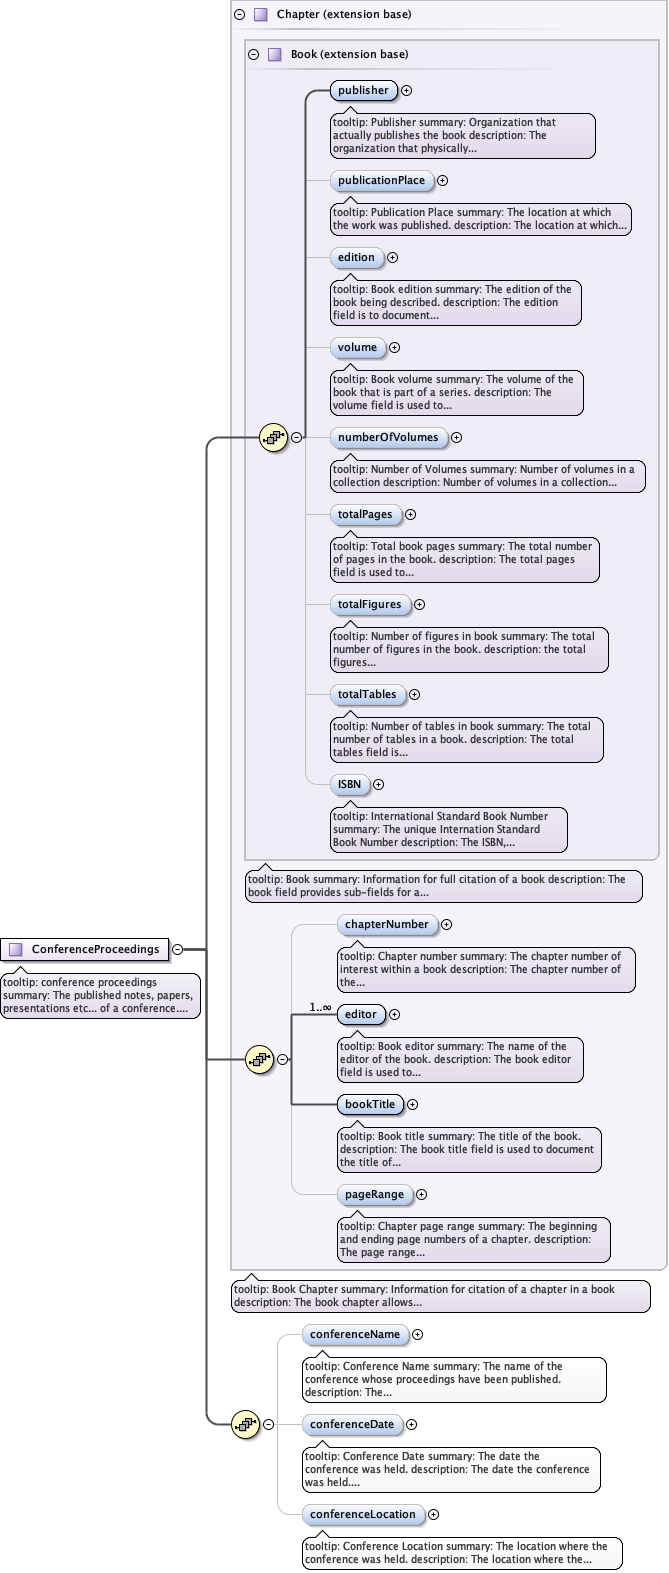 Chapter (extension base)
Book (extension base)
publisher
tooltip: Publisher summary: Organization that
actually publishes the book description: The
organization that physically...
publicationPlace
tooltip: Publication Place summary: The location at which
the work was published. description: The location at which...
edition
tooltip: Book edition summary: The edition of the
book being described. description: The edition
field is to document...
volume
tooltip: Book volume summary: The volume of the
book that is part of a series. description: The
volume field is used to...
numberOfVolumes
tooltip: Number of Volumes summary: Number of volumes in a
collection description: Number of volumes in a collection...
totalPages
tooltip: Total book pages summary: The total number
of pages in the book. description: The total pages
field is used to...
totalFigures
tooltip: Number of figures in book summary: The total
number of figures in the book. description: the total
figures...
totalTables
tooltip: Number of tables in book summary: The total
number of tables in a book. description: The total
tables field is...
ISBN
tooltip: International Standard Book Number
summary: The unique Internation Standard
Book Number description: The ISBN,...
tooltip: Book summary: Information for full citation of a book description: The
book field provides sub-fields for a...
chapterNumber
tooltip: Chapter number summary: The chapter number of
interest within a book description: The chapter number of
the...
ConferenceProceedings
tooltip: conference proceedings
summary: The published notes, papers,
presentations etc... of a conference....
1..∞
editor
tooltip: Book editor summary: The name of the
editor of the book. description: The book editor
field is used to...
bookTitle
tooltip: Book title summary: The title of the book.
description: The book title field is used to document
the title of...
pageRange
tooltip: Chapter page range summary: The beginning
and ending page numbers of a chapter. description:
The page range...
tooltip: Book Chapter summary: Information for citation of a chapter in a book
description: The book chapter allows...
conferenceName
tooltip: Conference Name summary: The name of the
conference whose proceedings have been published.
description: The...
conferenceDate
tooltip: Conference Date summary: The date the
conference was held. description: The date the conference
was held....
conferenceLocation
tooltip: Conference Location summary: The location where the
conference was held. description: The location where the...